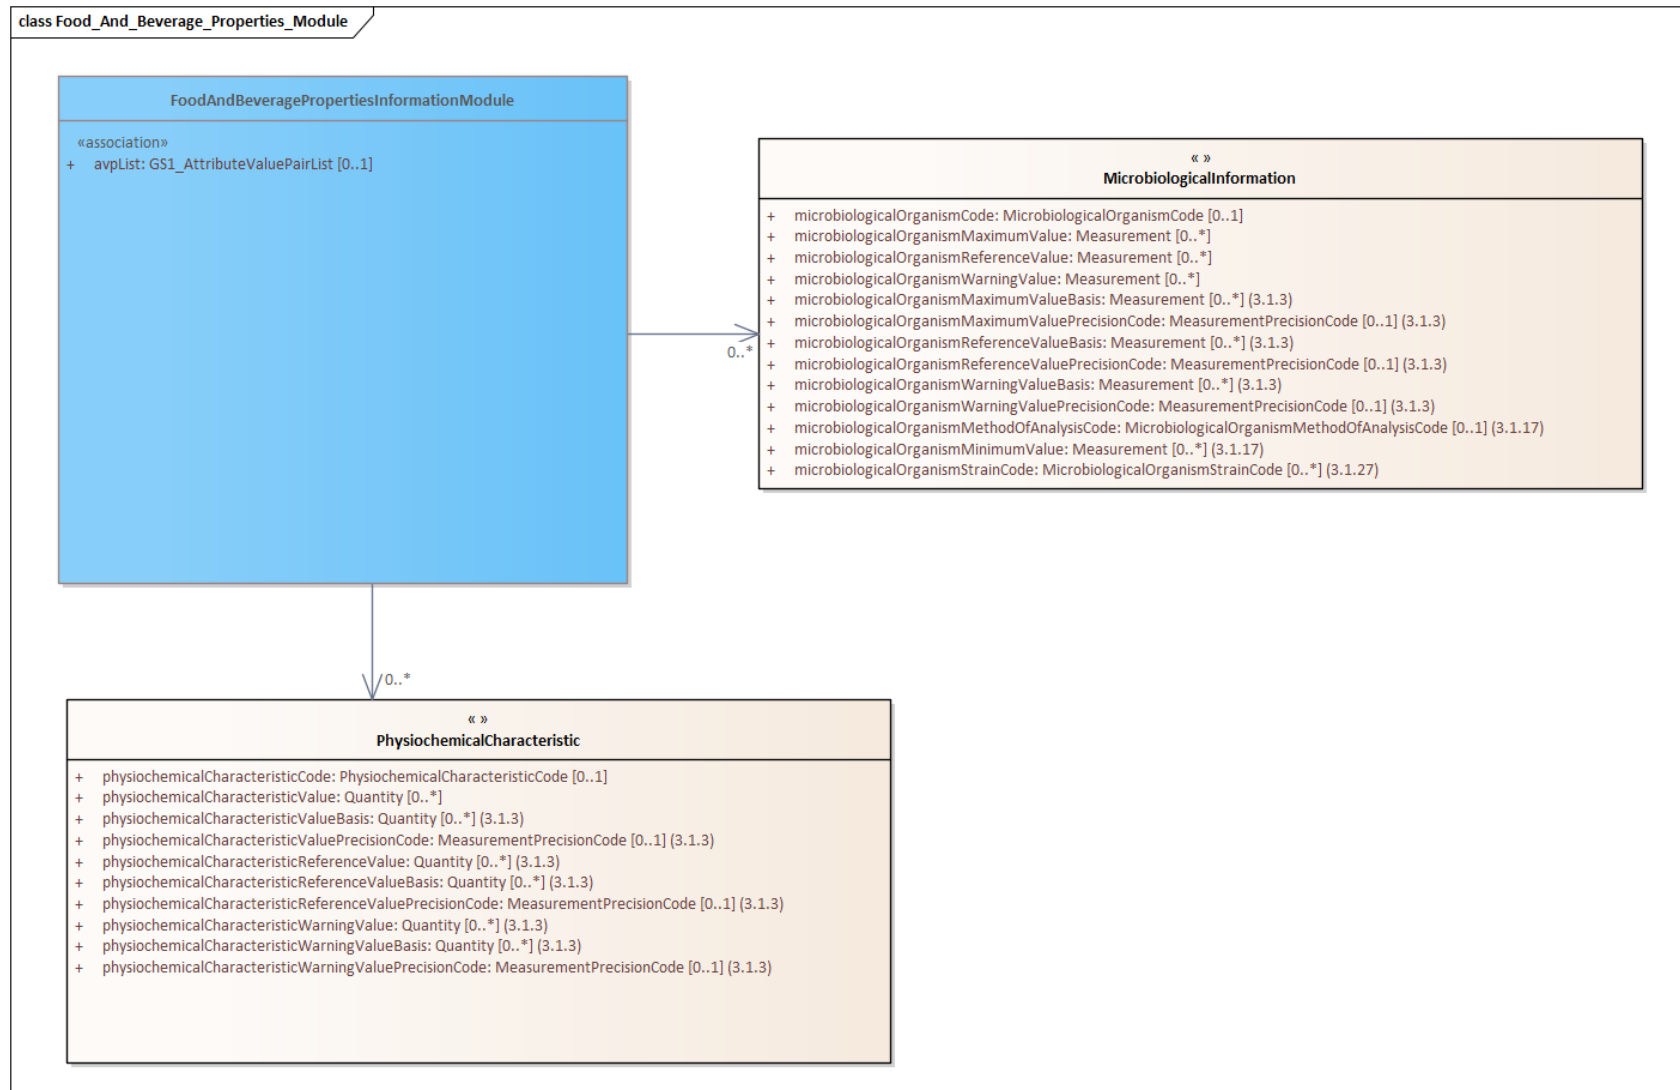 class Food_And_Beverage_Properties_Module
FoodAndBeveragePropertiesInformationModule
«association»
+ avpList: GS1_AttributeValuePairList [0..1]
« »
MicrobiologicalInformation
+ microbiologicalOrganismCode: MicrobiologicalOrganismCode [0..1]
+ microbiologicalOrganismMaximumValue: Measurement [0..*]
+ microbiologicalOrganismReferenceValue: Measurement [0..*]
+ microbiologicalOrganismWarningValue: Measurement [0..*]
+ microbiologicalOrganismMaximumValueBasis: Measurement [0..*] (3.1.3)
+ microbiologicalOrganismMaximumValuePrecisionCode: MeasurementPrecisionCode [0..1] (3.1.3)
+ microbiologicalOrganismReferenceValueBasis: Measurement [0..*] (3.1.3)
+ microbiologicalOrganismReferenceValuePrecisionCode: MeasurementPrecisionCode [0..1] (3.1.3)
+ microbiologicalOrganismWarningValueBasis: Measurement [0..*] (3.1.3)
+ microbiologicalOrganismWarningValuePrecisionCode: MeasurementPrecisionCode [0..1] (3.1.3)
+ microbiologicalOrganismMethodOfAnalysisCode: MicrobiologicalOrganismMethodOfAnalysisCode [0..1] (3.1.17)
+ microbiologicalOrganismMinimumValue: Measurement [0..*] (3.1.17)
+ microbiologicalOrganismStrainCode: MicrobiologicalOrganismStrainCode [0..*] (3.1.27)
0..*
0..*
« »
PhysiochemicalCharacteristic
+ physiochemicalCharacteristicCode: PhysiochemicalCharacteristicCode [0..1]
+ physiochemicalCharacteristicValue: Quantity [0..*]
+ physiochemicalCharacteristicValueBasis: Quantity [0..*] (3.1.3)
+ physiochemicalCharacteristicValuePrecisionCode: MeasurementPrecisionCode [0..1] (3.1.3)
+ physiochemicalCharacteristicReferenceValue: Quantity [0..*] (3.1.3)
+ physiochemicalCharacteristicReferenceValueBasis: Quantity [0..*] (3.1.3)
+ physiochemicalCharacteristicReferenceValuePrecisionCode: MeasurementPrecisionCode [0..1] (3.1.3)
+ physiochemicalCharacteristicWarningValue: Quantity [0..*] (3.1.3)
+ physiochemicalCharacteristicWarningValueBasis: Quantity [0..*] (3.1.3)
+ physiochemicalCharacteristicWarningValuePrecisionCode: MeasurementPrecisionCode [0..1] (3.1.3)